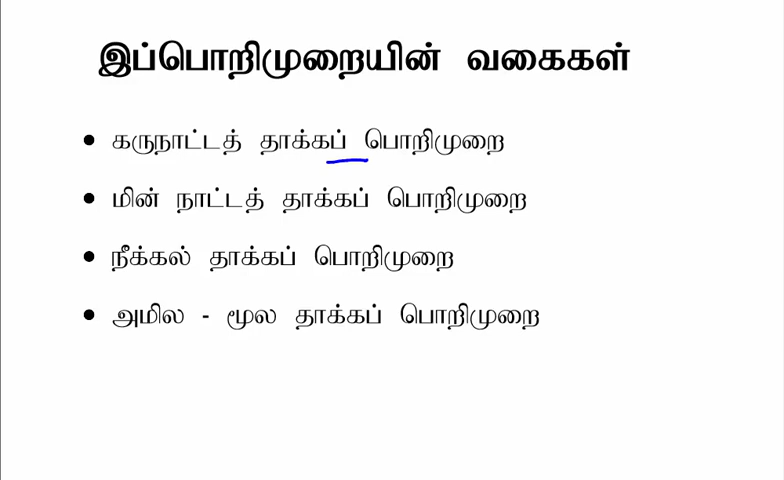 இப்பொறிமுறையின் வகைகள்
• கருநாட்டத் தாக்கப் பொறிமுறை
• மின் நாட்டத் தாக்கப் பொறிமுறை
• நீக்கல் தாக்கப் பொறிமுறை
• அமில - மூல தாக்கப் பொறிமுறை